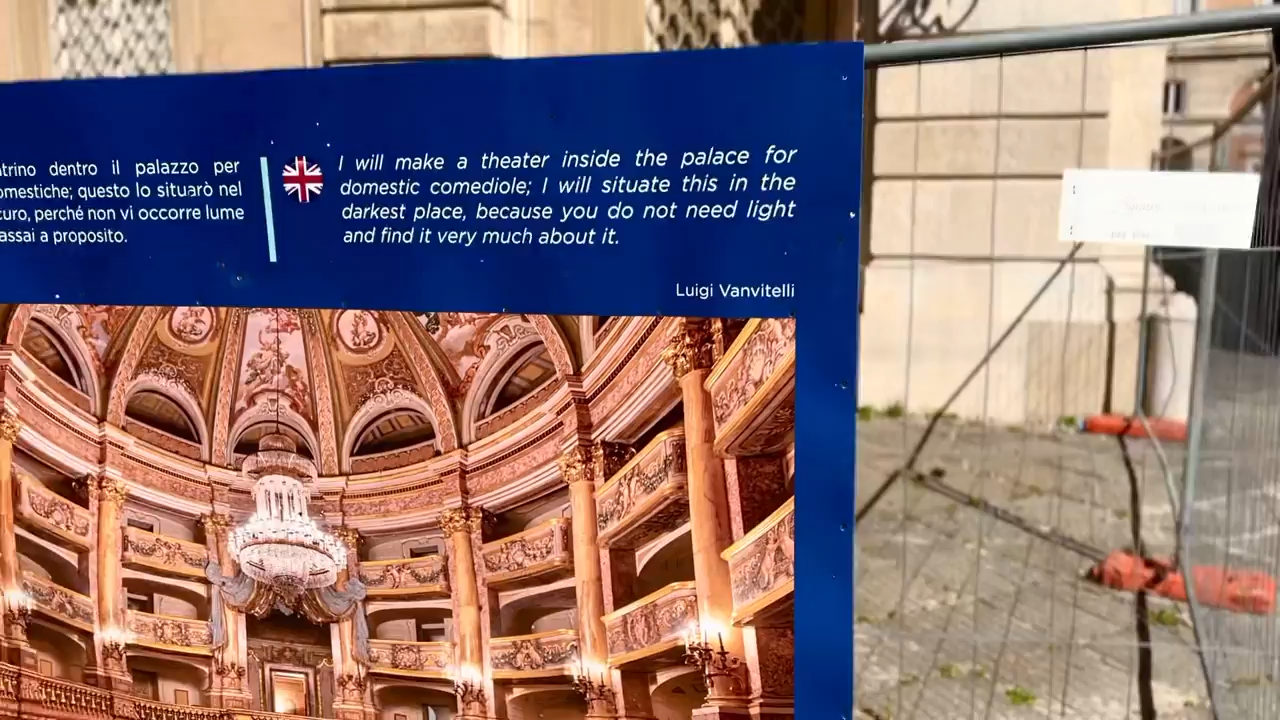 trino dentro il palazzo per
omestiche; questo lo situarò nel
curo, perché non vi occorre lume
assai a proposito.
I will make a theater inside the palace for
domestic comediole; I will situate this in the
darkest place, because you do not need light
and find it very much about it.
Luigi Vanvitelli